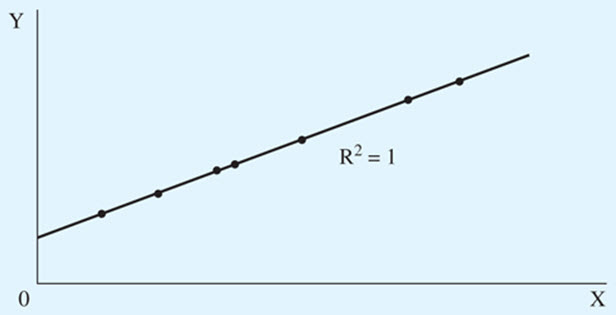 Y
R² = 1
0
X